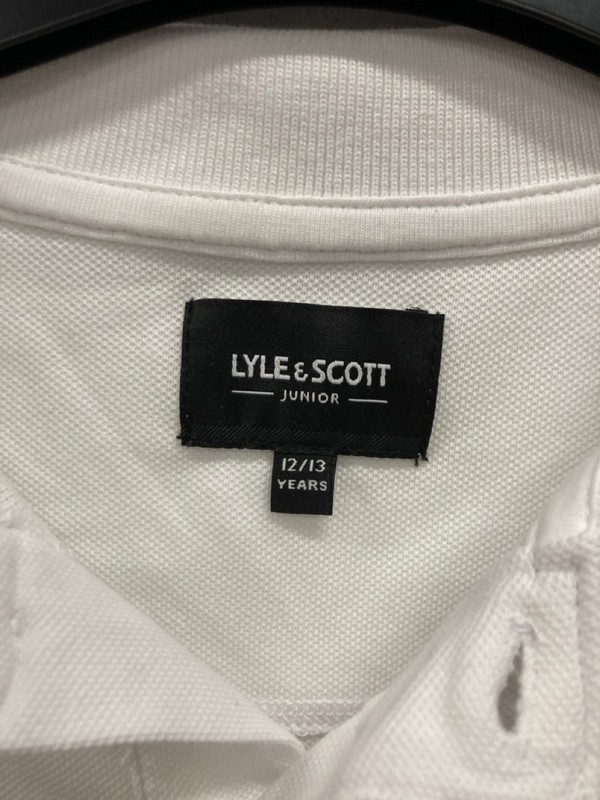 LYLE & SCOTT
JUNIOR
12/13
YEARS